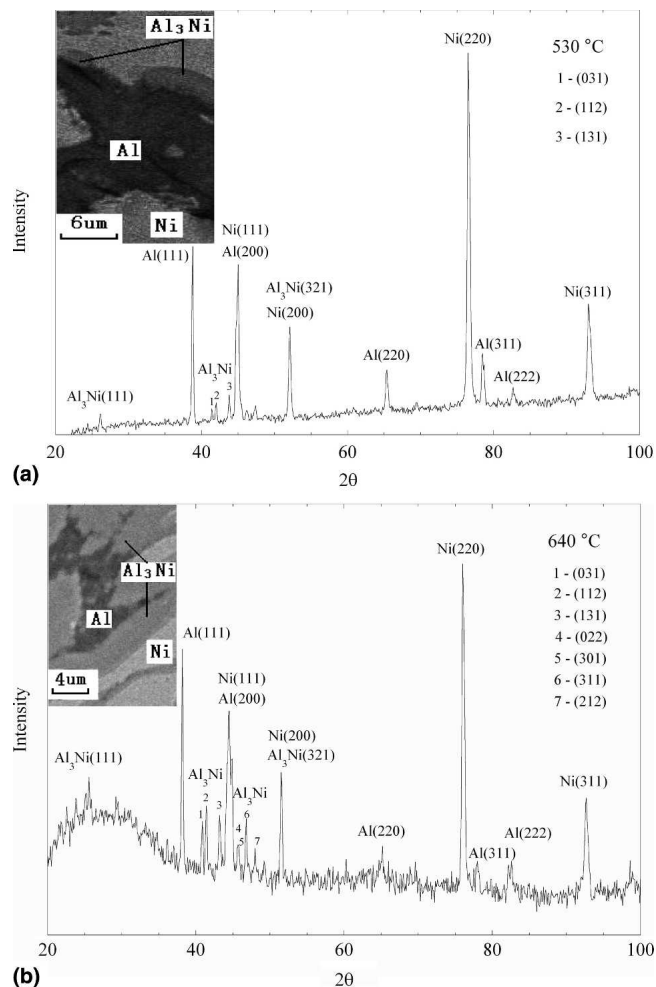 Al₃Ni
Al
Ni
6um
530 °C
1 - (031)
2 - (112)
3 - (131)
Intensity
Al(111)
Ni(111)
Al(200)
Al₃Ni(321)
Ni(200)
Ni(220)
Al₃Ni
1 2 3
Al₃Ni(111)
Al(220)
Al(311)
Al(222)
Ni(311)
20 40 60 80 100
2θ
(a)
Al₃Ni
Al
Ni
4um
640 °C
1 - (031)
2 - (112)
3 - (131)
4 - (022)
5 - (301)
6 - (311)
7 - (212)
Intensity
Al(111)
Ni(111)
Al(200)
Ni(200)
Al₃Ni(321)
Ni(220)
Al₃Ni(111)
Al₃Ni
1 2 3
Al₃Ni
4 5 6 7
Al(220)
Al(311)
Al(222)
Ni(311)
20 40 60 80 100
2θ
(b)